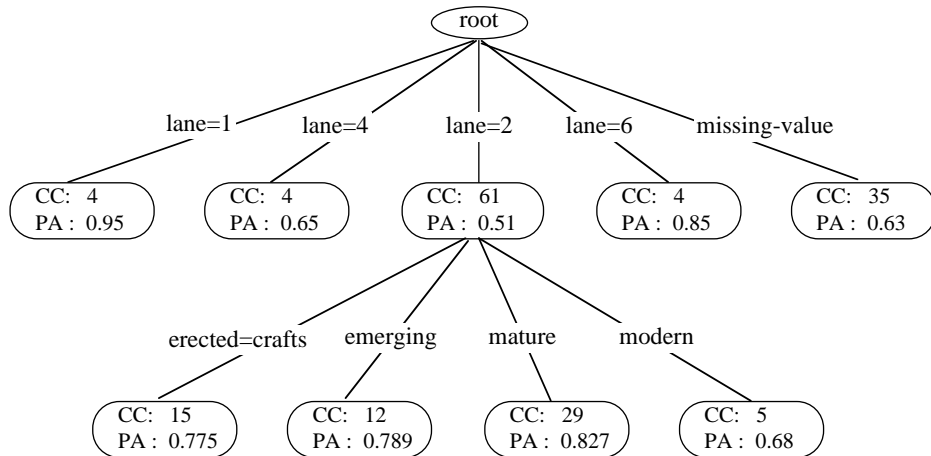 root
lane=1
lane=4
lane=2
lane=6
missing-value
CC: 4
PA : 0.95
CC: 4
PA : 0.65
CC: 61
PA : 0.51
CC: 4
PA : 0.85
CC: 35
PA : 0.63
erected=crafts
emerging
mature
modern
CC: 15
PA : 0.775
CC: 12
PA : 0.789
CC: 29
PA : 0.827
CC: 5
PA : 0.68